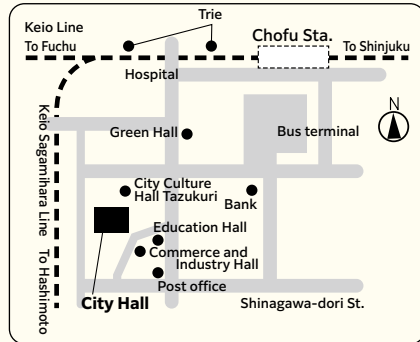 Trie
Keio Line
To Fuchu
Chofu Sta.
To Shinjuku
Hospital
N
Green Hall
Bus terminal
Keio Sagamihara Line To Hashimoto
City Culture
Hall Tazukuri
Bank
Education Hall
Commerce and
Industry Hall
Post office
City Hall
Shinagawa-dori St.